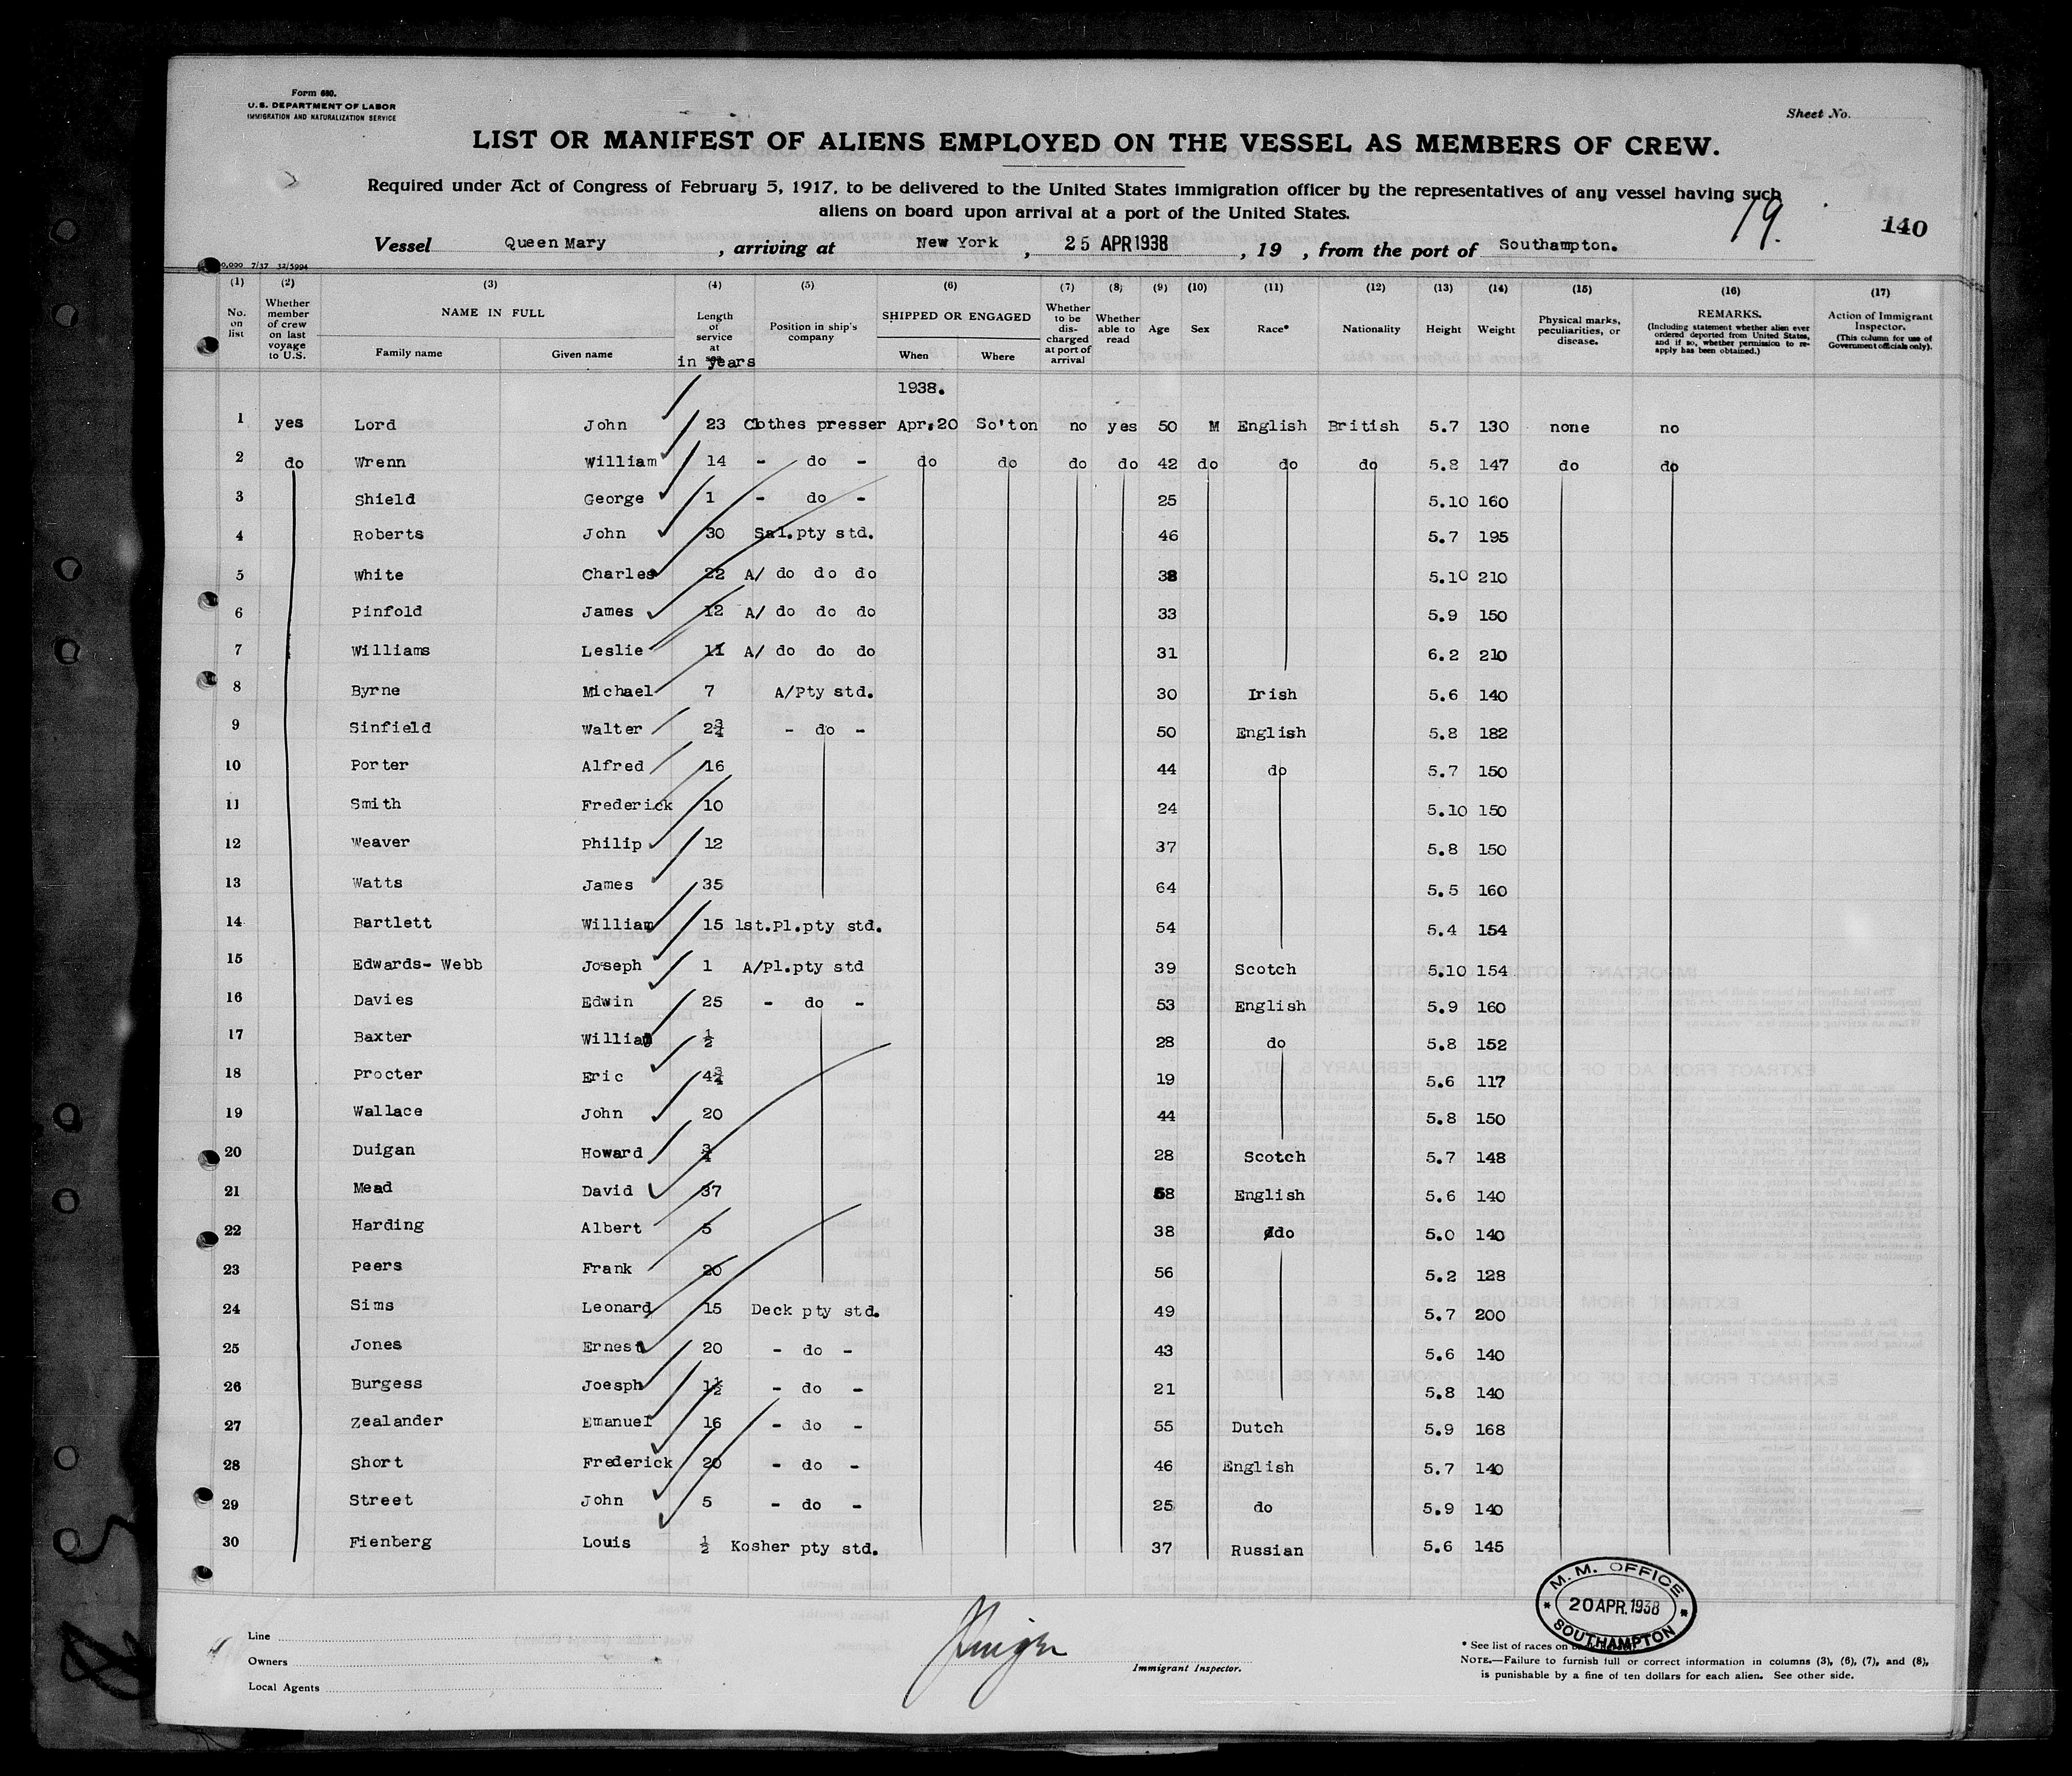 Form 680.
U.S. DEPARTMENT OF LABOR
IMMIGRATION AND NATURALIZATION SERVICE
Sheet No.
LIST OR MANIFEST OF ALIENS EMPLOYED ON THE VESSEL AS MEMBERS OF CREW.
Required under Act of Congress of February 5, 1917, to be delivered to the United States immigration officer by the representatives of any vessel having such
aliens on board upon arrival at a port of the United States.
19.
140
Vessel Queen Mary , arriving at New York , 25 APR 1938 , 19 , from the port of Southampton.
0,000 7/37 32/5994
(1) (2) (3) (4) (5) (6) (7) (8) (9) (10) (11) (12) (13) (14) (15) (16) (17)
No. on list
Whether member of crew on last voyage to U.S.
NAME IN FULL
Family name Given name
Length of service at sea
in years
Position in ship's company
SHIPPED OR ENGAGED
When Where
Whether to be discharged at port of arrival
Whether able to read
Age
Sex
Race*
Nationality
Height
Weight
Physical marks, peculiarities, or disease.
REMARKS.
(Including statement whether alien ever ordered deported from United States, and if so, whether permission to re-apply has been obtained.)
Action of Immigrant Inspector.
(This column for use of Government officials only).
1938.
1 yes Lord John 23 Clothes presser Apr.20 So'ton no yes 50 M English British 5.7 130 none no
2 do Wrenn William 14 - do - do do do do 42 do do do 5.8 147 do do
3 Shield George 1 - do - 25 5.10 160
4 Roberts John 30 Sal.pty std. 46 5.7 195
5 White Charles 22 A/ do do do 38 5.10 210
6 Pinfold James 12 A/ do do do 33 5.9 150
7 Williams Leslie 11 A/ do do do 31 6.2 210
8 Byrne Michael 7 A/Pty std. 30 Irish 5.6 140
9 Sinfield Walter 2¾ - do - 50 English 5.8 182
10 Porter Alfred 16 44 do 5.7 150
11 Smith Frederick 10 24 5.10 150
12 Weaver Philip 12 37 5.8 150
13 Watts James 35 64 5.5 160
14 Bartlett William 15 1st.Pl.pty std. 54 5.4 154
15 Edwards- Webb Joseph 1 A/Pl.pty std 39 Scotch 5.10 154
16 Davies Edwin 25 - do - 53 English 5.9 160
17 Baxter William ½ 28 do 5.8 152
18 Procter Eric 4¾ 19 5.6 117
19 Wallace John 20 44 5.8 150
20 Duigan Howard ¾ 28 Scotch 5.7 148
21 Mead David 37 58 English 5.6 140
22 Harding Albert 5 38 do 5.0 140
23 Peers Frank 20 56 5.2 128
24 Sims Leonard 15 Deck pty std. 49 5.7 200
25 Jones Ernest 20 - do - 43 5.6 140
26 Burgess Joesph 1½ - do - 21 5.8 140
27 Zealander Emanuel 16 - do - 55 Dutch 5.9 168
28 Short Frederick 20 - do - 46 English 5.7 140
29 Street John 5 - do - 25 do 5.9 140
30 Fienberg Louis ½ Kosher pty std. 37 Russian 5.6 145
M. M. OFFICE
20 APR. 1938
SOUTHAMPTON
Line
Owners
Local Agents
Immigrant Inspector.
* See list of races on
NOTE.—Failure to furnish full or correct information in columns (3), (6), (7), and (8),
is punishable by a fine of ten dollars for each alien. See other side.